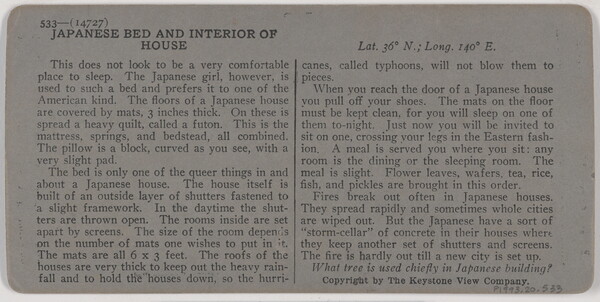 533—(14727)
JAPANESE BED AND INTERIOR OF
HOUSE
Lat. 36° N.; Long. 140° E.
This does not look to be a very comfortable
place to sleep. The Japanese girl, however, is
used to such a bed and prefers it to one of the
American kind. The floors of a Japanese house
are covered by mats, 3 inches thick. On these is
spread a heavy quilt, called a futon. This is the
mattress, springs, and bedstead, all combined.
The pillow is a block, curved as you see, with a
very slight pad.
The bed is only one of the queer things in and
about a Japanese house. The house itself is
built of an outside layer of shutters fastened to
a slight framework. In the daytime the shut-
ters are thrown open. The rooms inside are set
apart by screens. The size of the room depends
on the number of mats one wishes to put in it.
The mats are all 6 x 3 feet. The roofs of the
houses are very thick to keep out the heavy rain-
fall and to hold the houses down, so the hurri-
canes, called typhoons, will not blow them to
pieces.
When you reach the door of a Japanese house
you pull off your shoes. The mats on the floor
must be kept clean, for you will sleep on one of
them to-night. Just now you will be invited to
sit on one, crossing your legs in the Eastern fash-
ion. A meal is served you where you sit: any
room is the dining or the sleeping room. The
meal is slight. Flower leaves, wafers, tea, rice,
fish, and pickles are brought in this order.
Fires break out often in Japanese houses.
They spread rapidly and sometimes whole cities
are wiped out. But the Japanese have a sort of
"storm-cellar" of concrete in their houses where
they keep another set of shutters and screens.
The fire is hardly out till a new city is set up.
What tree is used chiefly in Japanese building?
Copyright by The Keystone View Company.
P1993.20.533